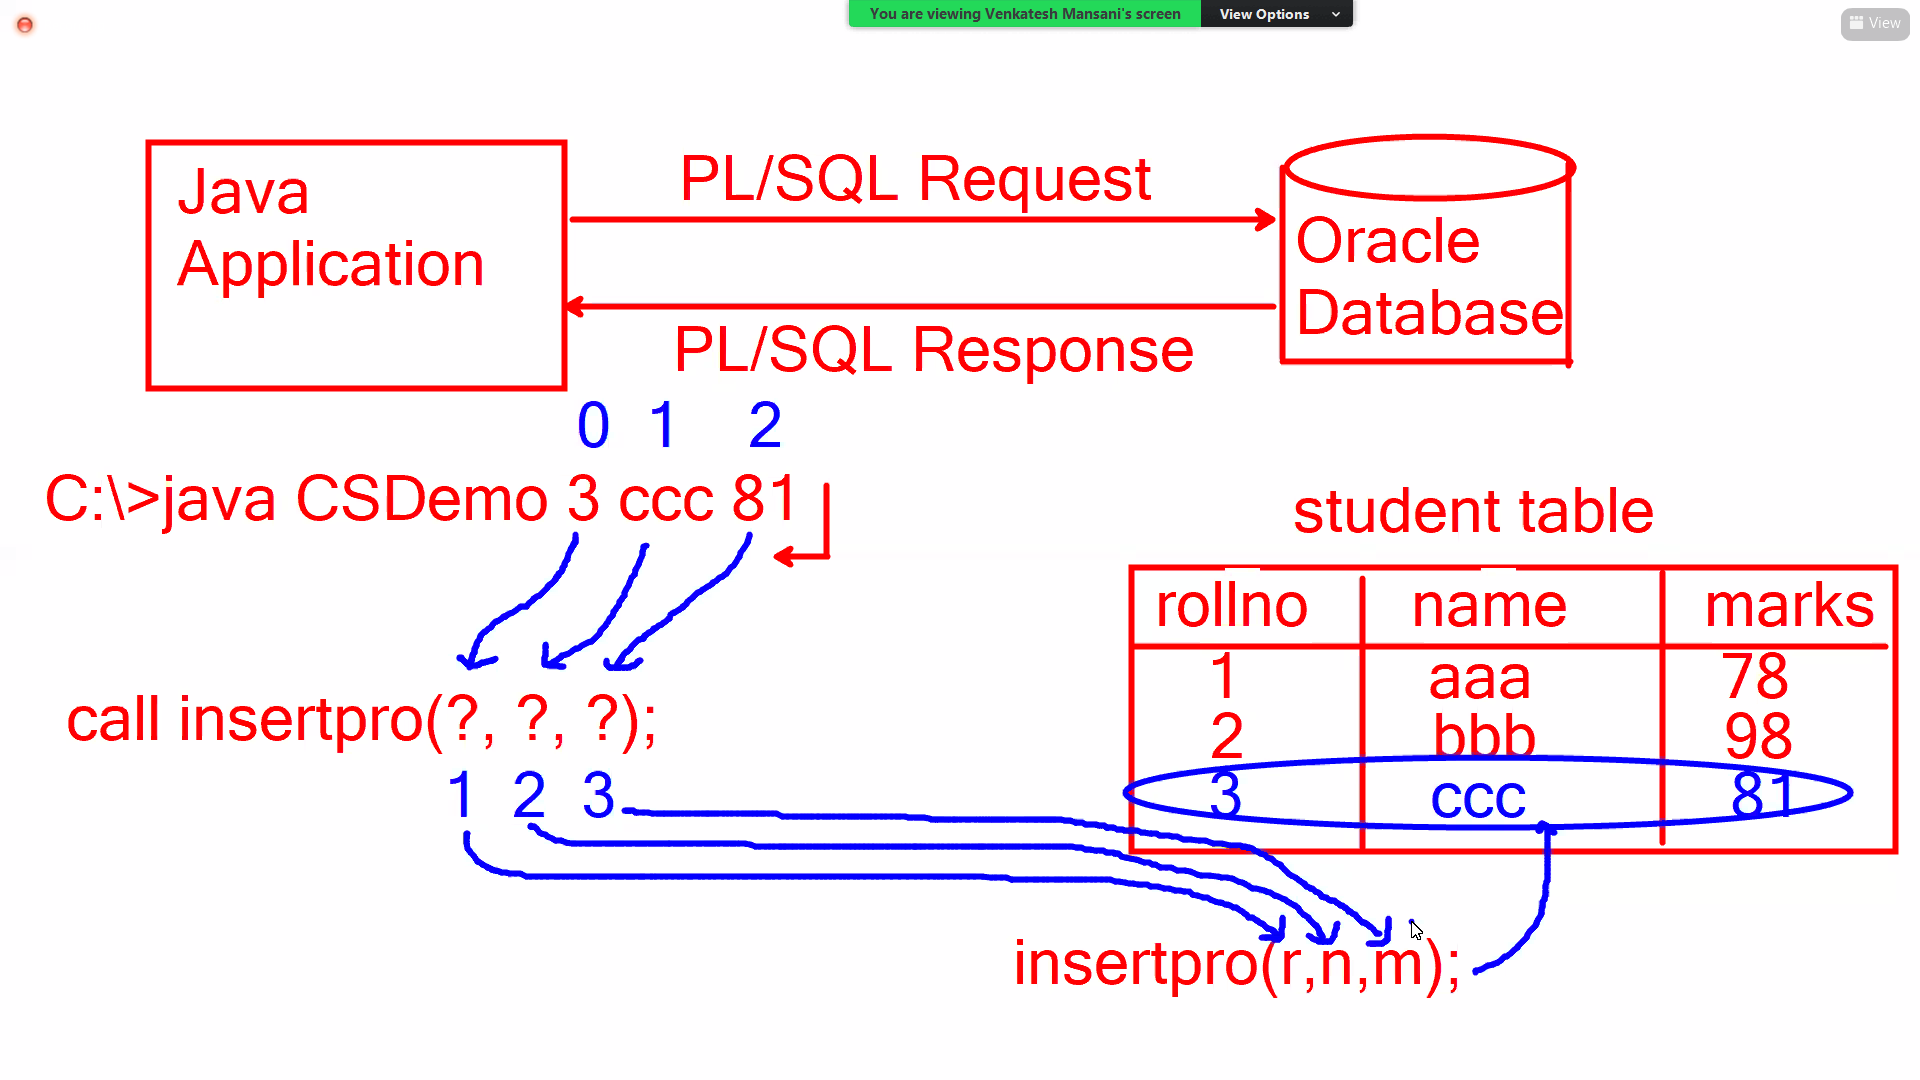 You are viewing Venkatesh Mansani's screen View Options
View
Java
Application
PL/SQL Request
PL/SQL Response
Oracle
Database
0 1 2
C:\>java CSDemo 3 ccc 81
call insertpro(?, ?, ?);
1 2 3
student table
rollno name marks
1 aaa 78
2 bbb 98
3 ccc 81
insertpro(r,n,m);